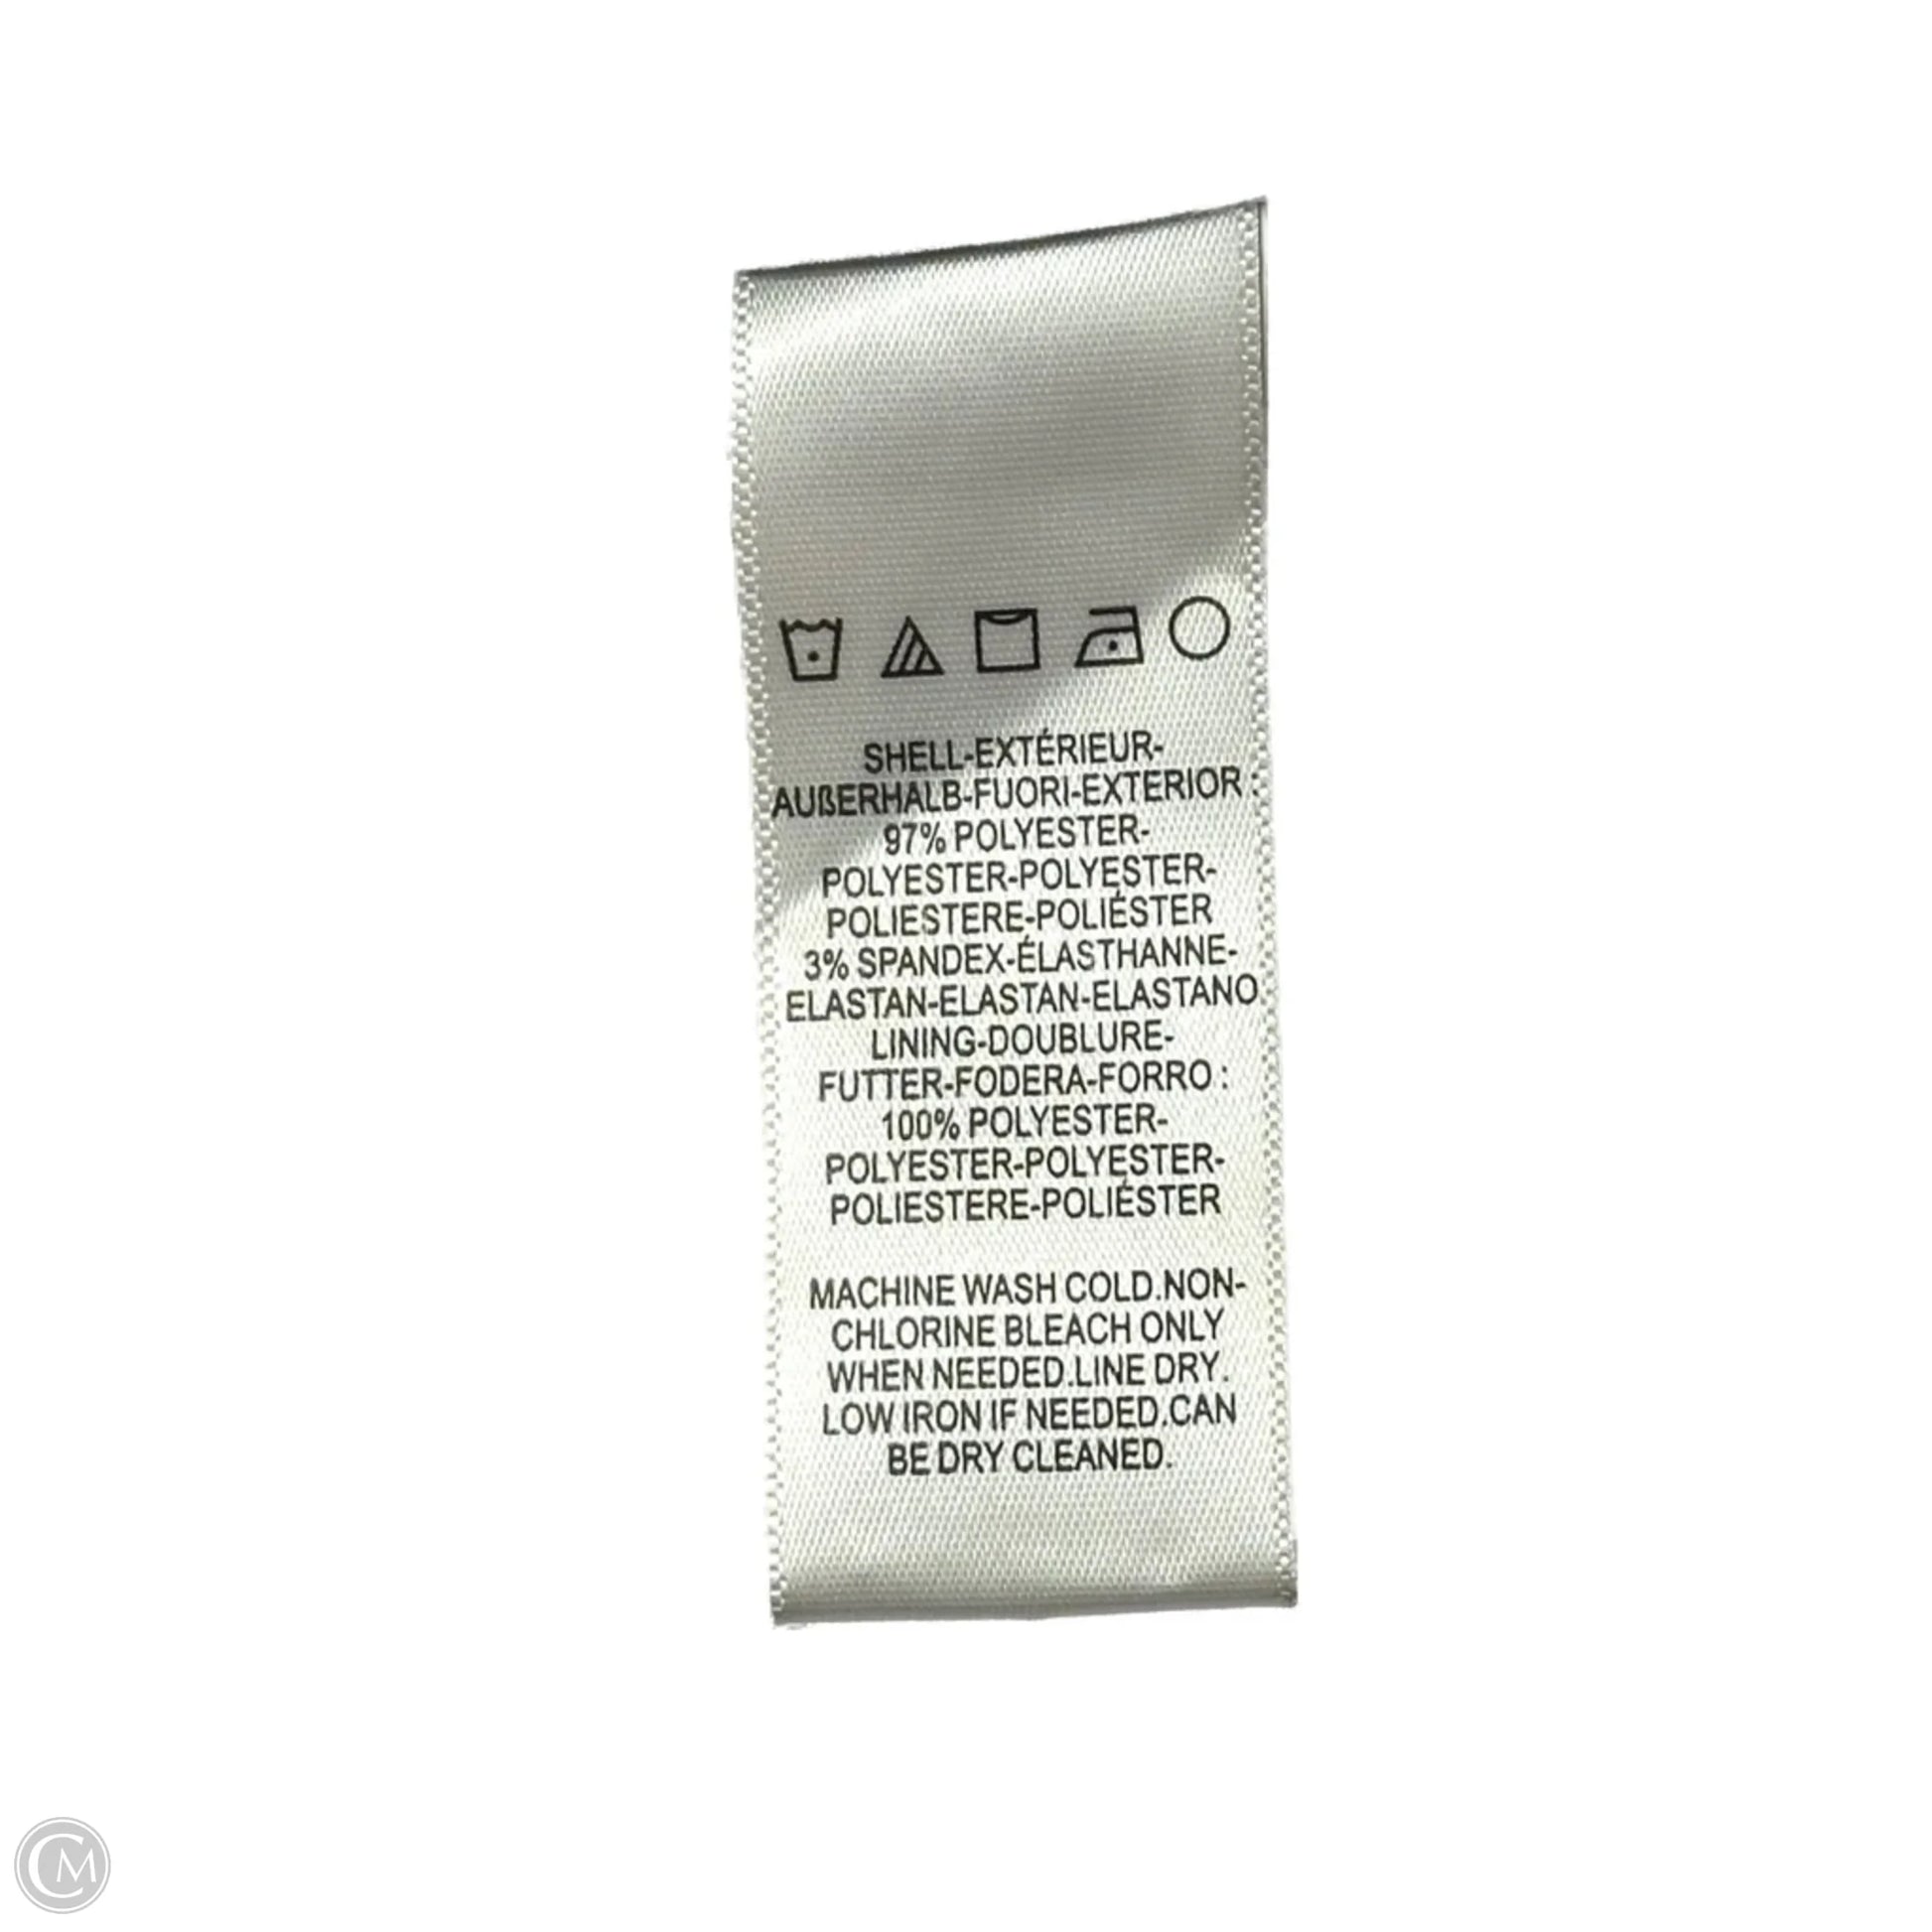 SHELL-EXTÉRIEUR-
AUßERHALB-FUORI-EXTERIOR :
97% POLYESTER-
POLYESTER-POLYESTER-
POLIESTERE-POLIÉSTER
3% SPANDEX-ÉLASTHANNE-
ELASTAN-ELASTAN-ELASTANO
LINING-DOUBLURE-
FUTTER-FODERA-FORRO :
100% POLYESTER-
POLYESTER-POLYESTER-
POLIESTERE-POLIÉSTER
MACHINE WASH COLD.NON-
CHLORINE BLEACH ONLY
WHEN NEEDED.LINE DRY.
LOW IRON IF NEEDED.CAN
BE DRY CLEANED.
CM